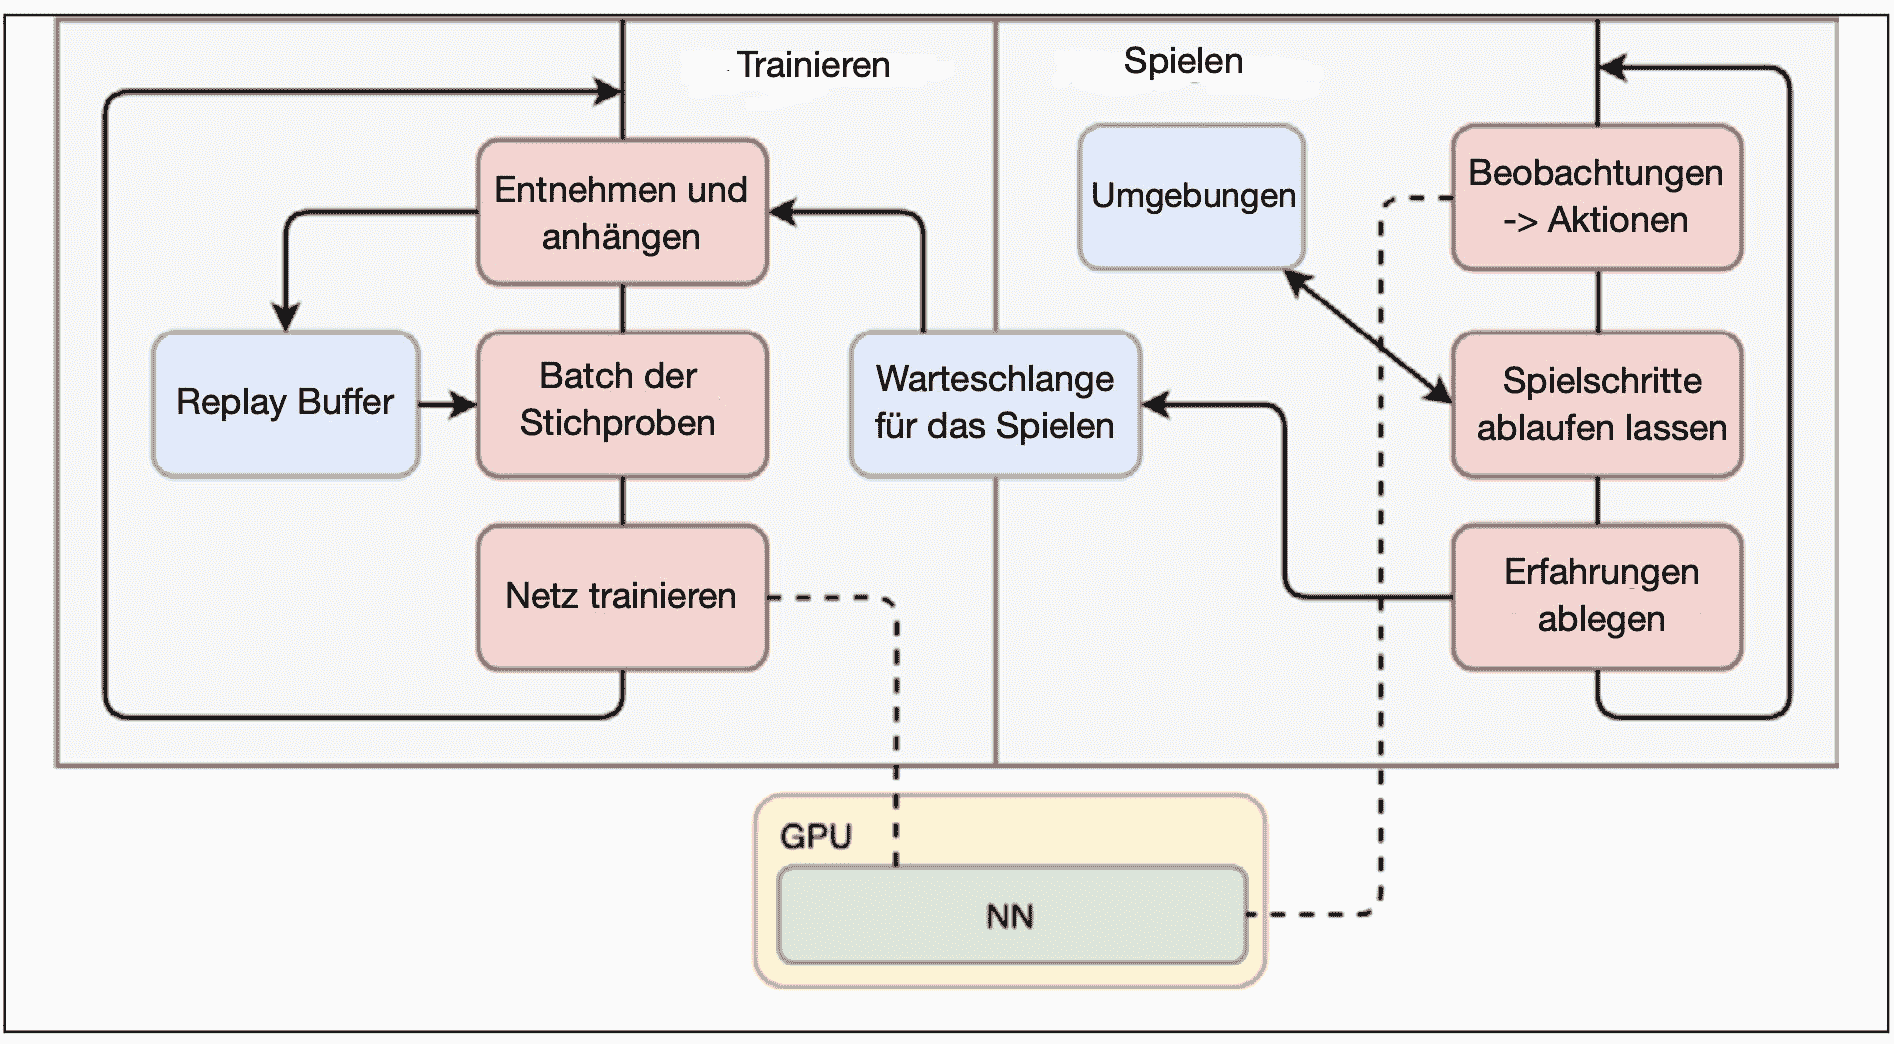 Trainieren
Spielen
Entnehmen und
anhängen
Umgebungen
Beobachtungen
-> Aktionen
Replay Buffer
Batch der
Stichproben
Warteschlange
für das Spielen
Spielschritte
ablaufen lassen
Netz trainieren
Erfahrungen
ablegen
GPU
NN